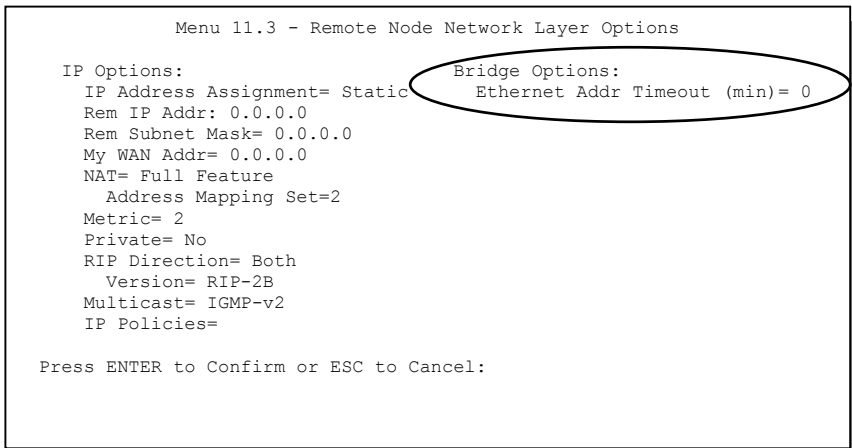 Menu 11.3 - Remote Node Network Layer Options
IP Options: Bridge Options:
IP Address Assignment= Static Ethernet Addr Timeout (min)= 0
Rem IP Addr: 0.0.0.0
Rem Subnet Mask= 0.0.0.0
My WAN Addr= 0.0.0.0
NAT= Full Feature
Address Mapping Set=2
Metric= 2
Private= No
RIP Direction= Both
Version= RIP-2B
Multicast= IGMP-v2
IP Policies=
Press ENTER to Confirm or ESC to Cancel: